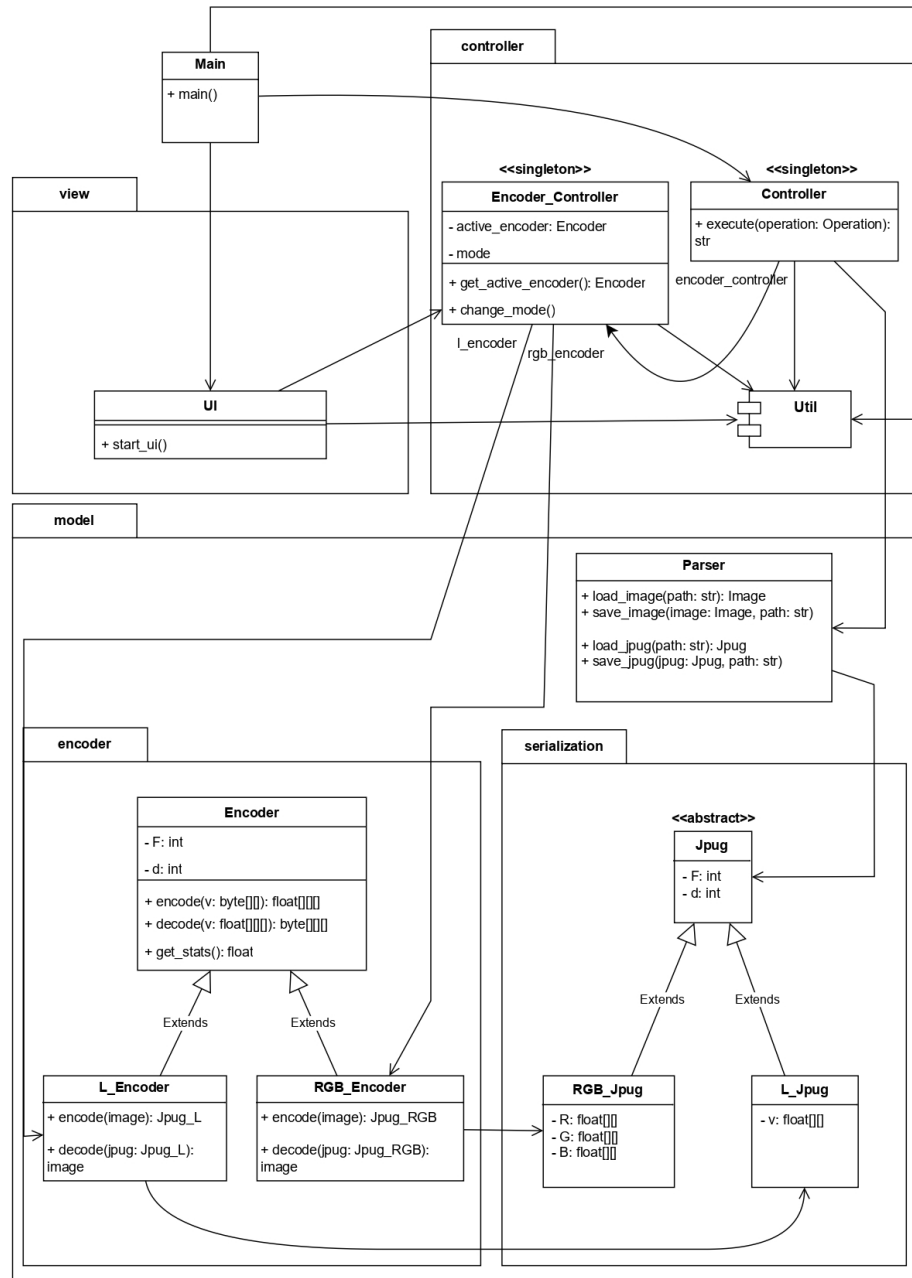 controller
Main
+ main()
<<singleton>>
Encoder_Controller
- active_encoder: Encoder
- mode
+ get_active_encoder(): Encoder
+ change_mode()
<<singleton>>
Controller
+ execute(operation: Operation):
str
view
encoder_controller
l_encoder
rgb_encoder
UI
+ start_ui()
Util
model
Parser
+ load_image(path: str): Image
+ save_image(image: Image, path: str)
+ load_jpug(path: str): Jpug
+ save_jpug(jpug: Jpug, path: str)
encoder
Encoder
- F: int
- d: int
+ encode(v: byte[][]): float[][][]
+ decode(v: float[][][]): byte[][][]
+ get_stats(): float
Extends
Extends
L_Encoder
+ encode(image): Jpug_L
+ decode(jpug: Jpug_L):
image
RGB_Encoder
+ encode(image): Jpug_RGB
+ decode(jpug: Jpug_RGB):
image
serialization
<<abstract>>
Jpug
- F: int
- d: int
Extends
Extends
RGB_Jpug
- R: float[][]
- G: float[][]
- B: float[][]
L_Jpug
- v: float[][]